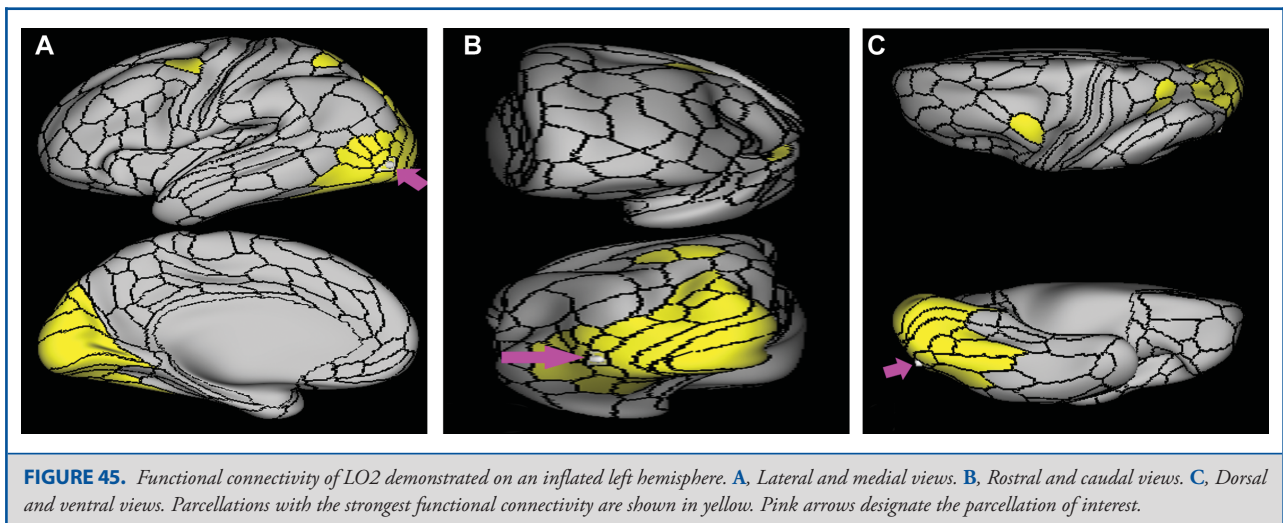 A
B
C
FIGURE 45. Functional connectivity of LO2 demonstrated on an inflated left hemisphere. A, Lateral and medial views. B, Rostral and caudal views. C, Dorsal
and ventral views. Parcellations with the strongest functional connectivity are shown in yellow. Pink arrows designate the parcellation of interest.